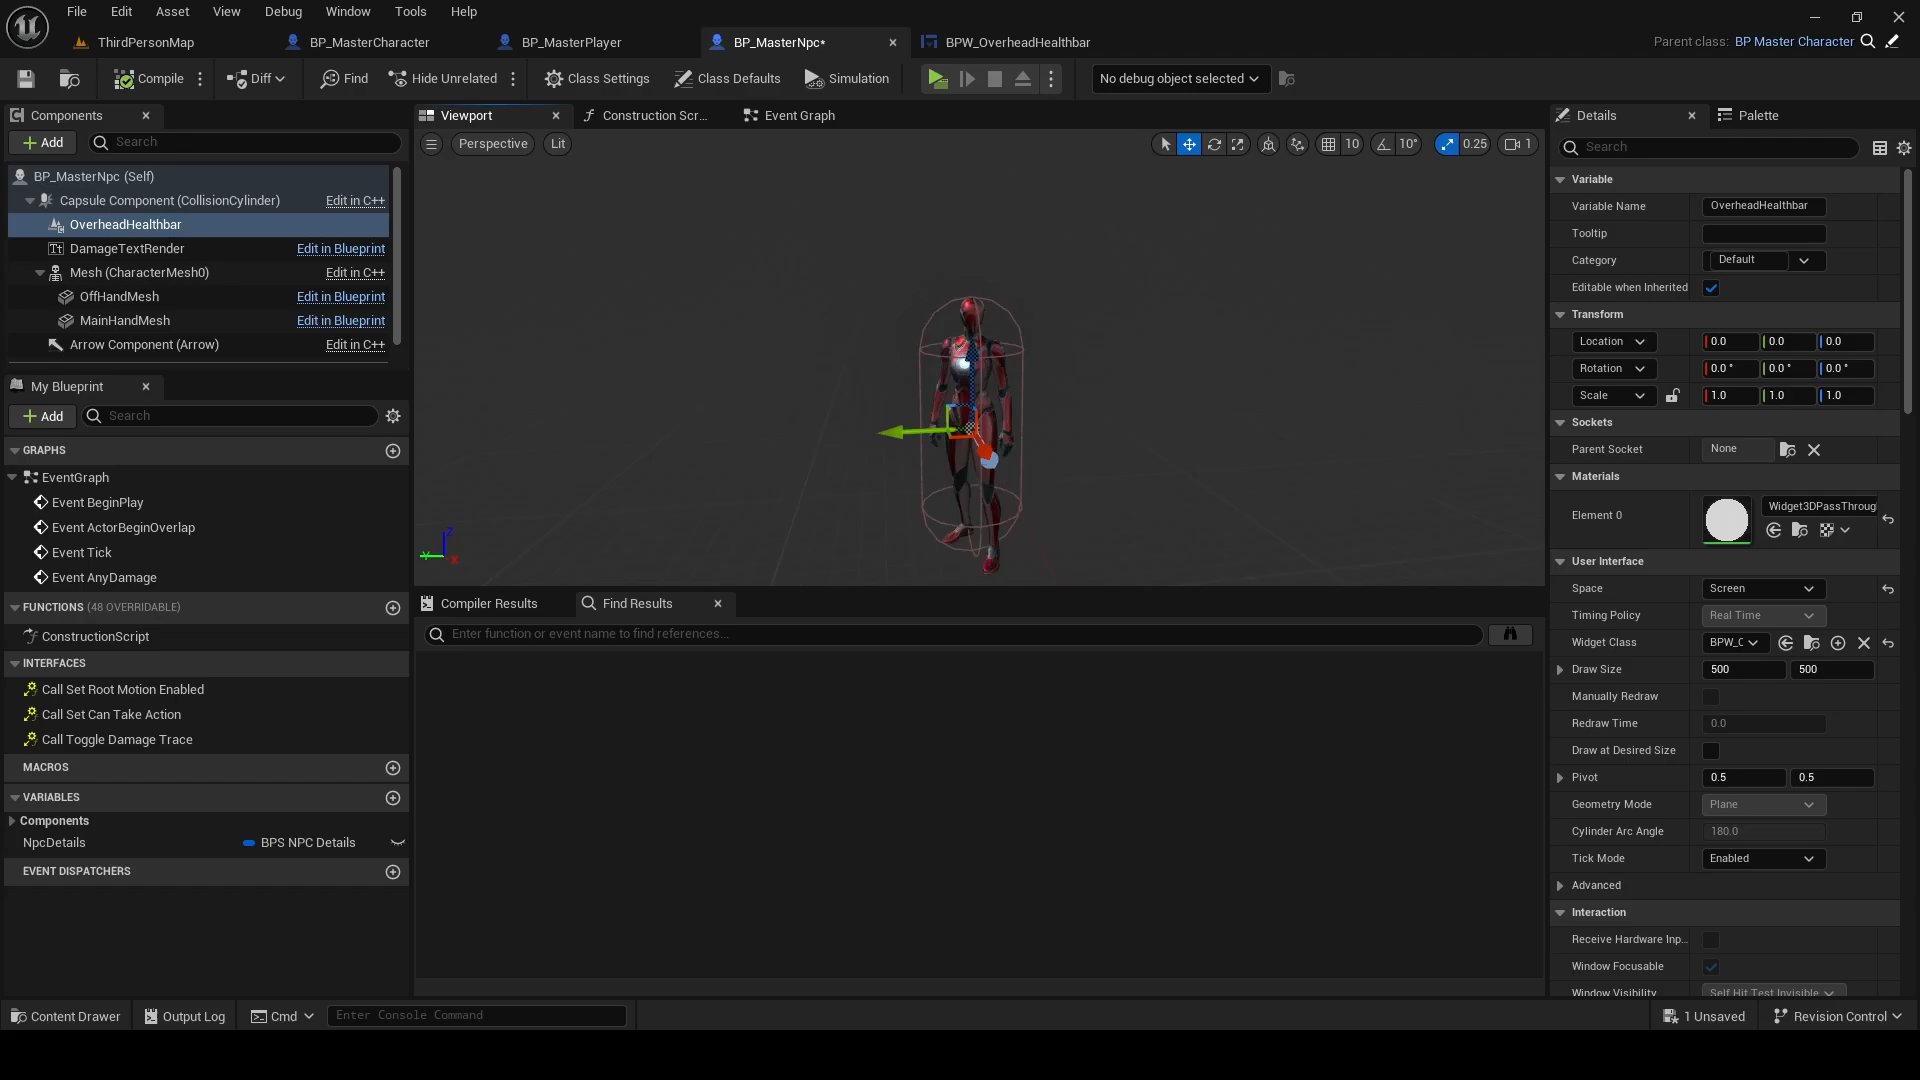 File Edit Asset View Debug Window Tools Help
ThirdPersonMap BP_MasterCharacter BP_MasterPlayer BP_MasterNpc* BPW_OverheadHealthbar Parent class: BP Master Character
Compile Diff Find Hide Unrelated Class Settings Class Defaults Simulation No debug object selected
Components
Add Search
BP_MasterNpc (Self)
Capsule Component (CollisionCylinder) Edit in C++
OverheadHealthbar
DamageTextRender Edit in Blueprint
Mesh (CharacterMesh0) Edit in C++
OffHandMesh Edit in Blueprint
MainHandMesh Edit in Blueprint
Arrow Component (Arrow) Edit in C++
My Blueprint
Add Search
GRAPHS
EventGraph
Event BeginPlay
Event ActorBeginOverlap
Event Tick
Event AnyDamage
FUNCTIONS (48 OVERRIDABLE)
ConstructionScript
INTERFACES
Call Set Root Motion Enabled
Call Set Can Take Action
Call Toggle Damage Trace
MACROS
VARIABLES
Components
NpcDetails BPS NPC Details
EVENT DISPATCHERS
Viewport Construction Scr... Event Graph
Perspective Lit 10 10° 0.25 1
Z
Y X
Compiler Results Find Results
Enter function or event name to find references...
Details Palette
Search
Variable
Variable Name OverheadHealthbar
Tooltip
Category Default
Editable when Inherited
Transform
Location 0.0 0.0 0.0
Rotation 0.0 ° 0.0 ° 0.0 °
Scale 1.0 1.0 1.0
Sockets
Parent Socket None
Materials
Element 0 Widget3DPassThroug
User Interface
Space Screen
Timing Policy Real Time
Widget Class BPW_C
Draw Size 500 500
Manually Redraw
Redraw Time 0.0
Draw at Desired Size
Pivot 0.5 0.5
Geometry Mode Plane
Cylinder Arc Angle 180.0
Tick Mode Enabled
Advanced
Interaction
Receive Hardware Inp...
Window Focusable
Window Visibility Self Hit Test Invisible
Content Drawer Output Log Cmd Enter Console Command 1 Unsaved Revision Control